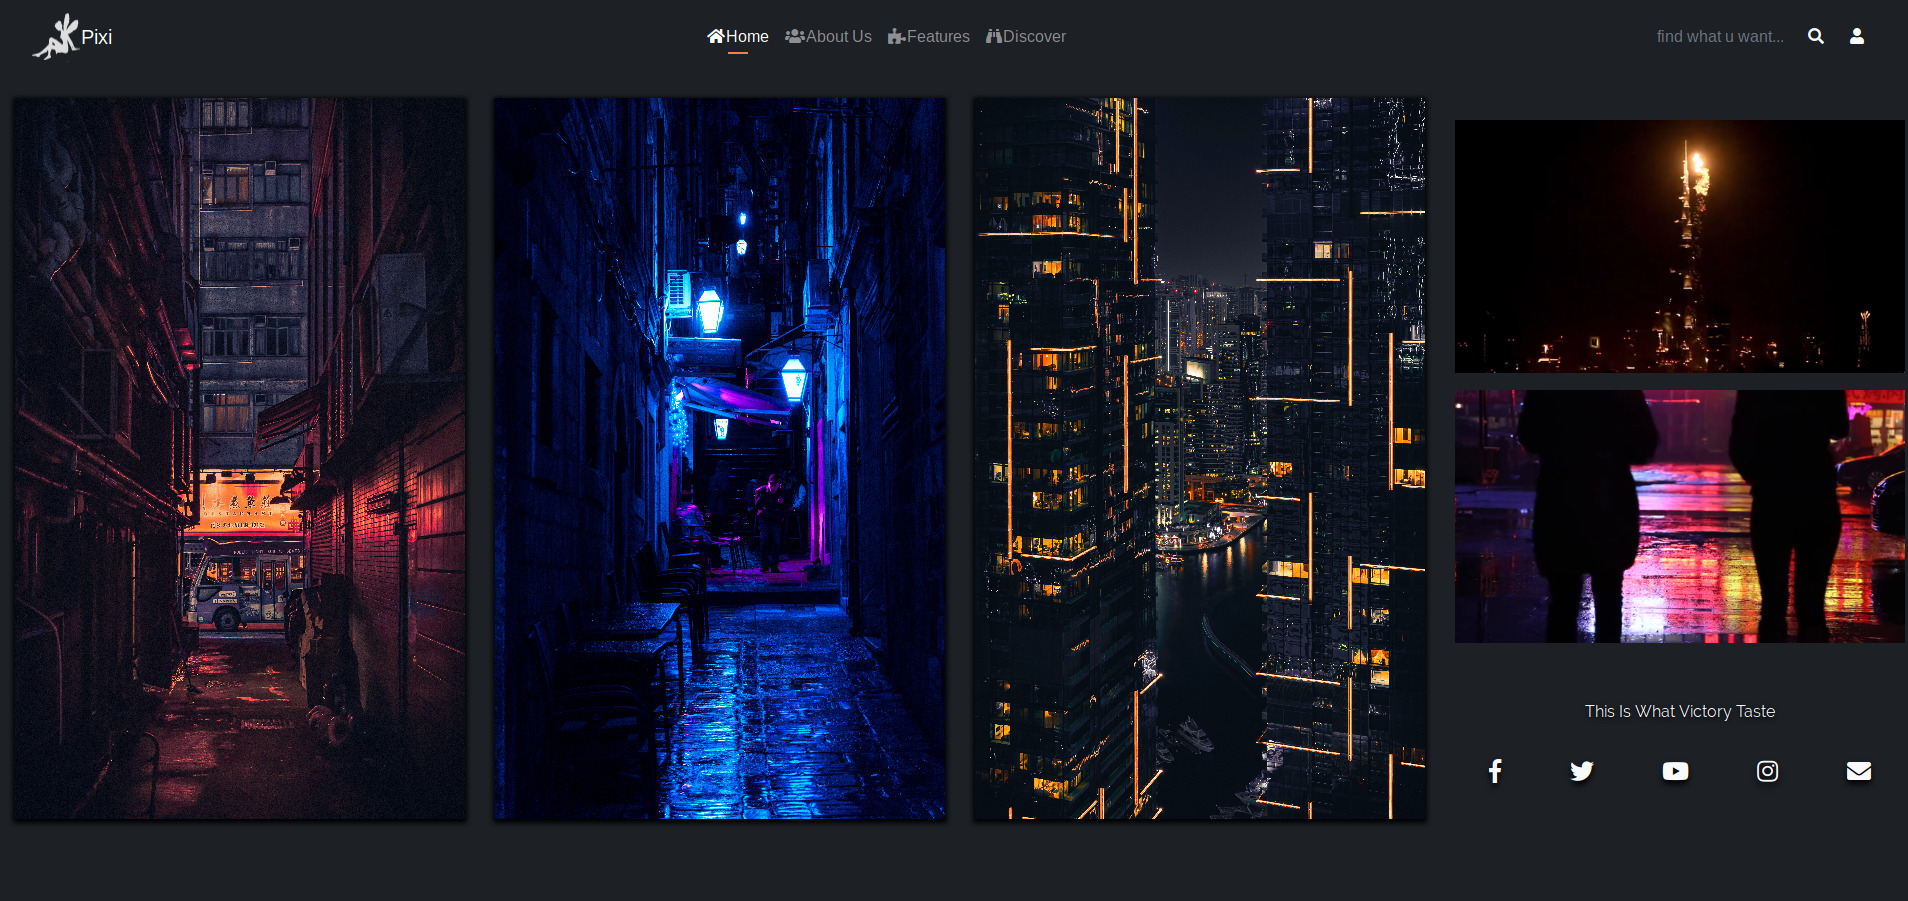 Pixi
Home
About Us
Features
Discover
find what u want...
This Is What Victory Taste